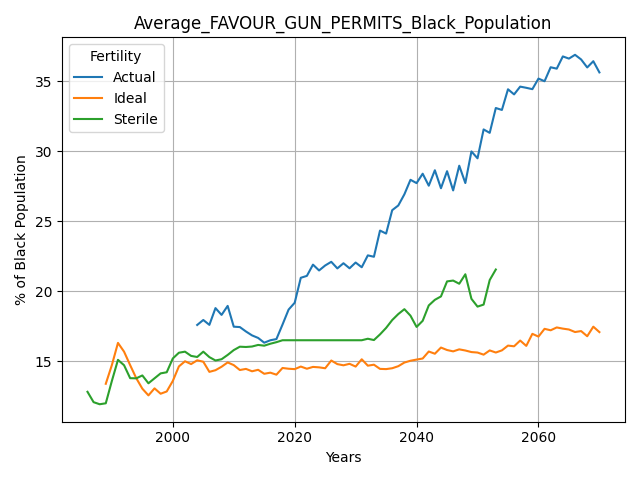 Average_FAVOUR_GUN_PERMITS_Black_Population
Fertility
Actual
Ideal
Sterile
% of Black Population
35
30
25
20
15
2000 2020 2040 2060
Years